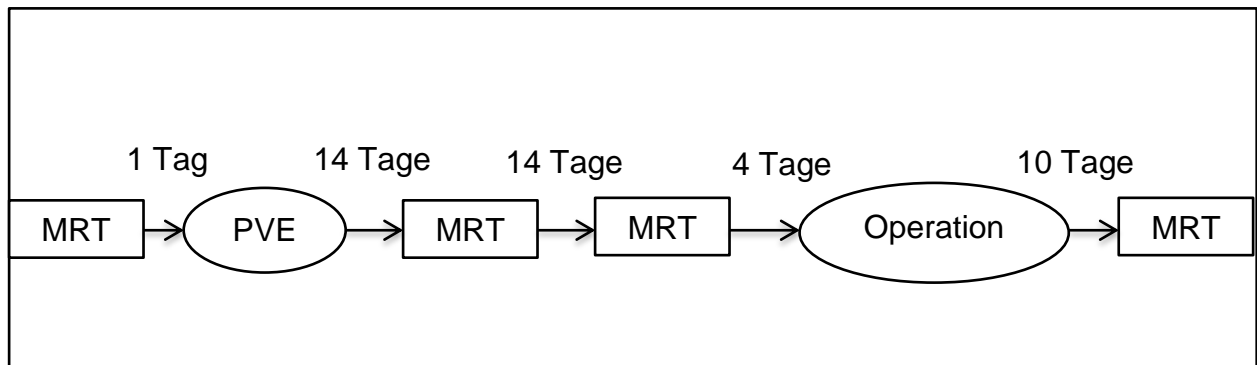 1 Tag 14 Tage 14 Tage 4 Tage 10 Tage
MRT PVE MRT MRT Operation MRT